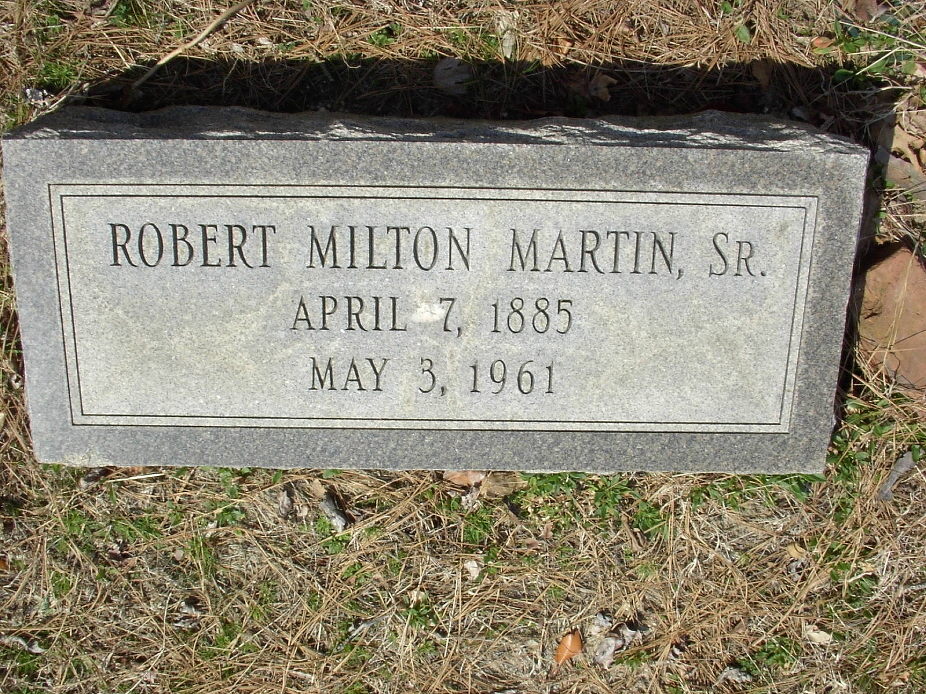 ROBERT MILTON MARTIN, SR.
APRIL 7, 1885
MAY 3, 1961